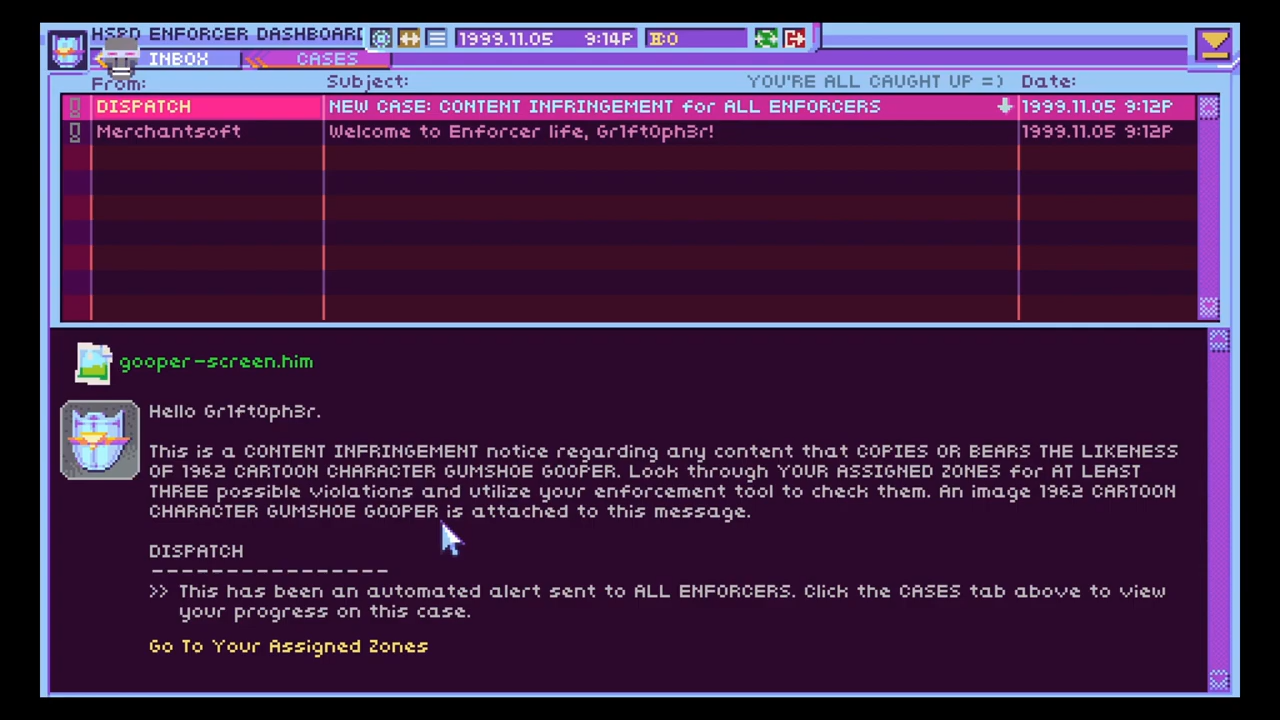 HSPD ENFORCER DASHBOARD 1999.11.05 9:14P :0
INBOX CASES
From: Subject: YOU'RE ALL CAUGHT UP =) Date:
DISPATCH NEW CASE: CONTENT INFRINGEMENT for ALL ENFORCERS 1999.11.05 9:12P
Merchantsoft Welcome to Enforcer life, Gr1ft0ph3r! 1999.11.05 9:12P
gooper-screen.him
Hello Gr1ft0ph3r.
This is a CONTENT INFRINGEMENT notice regarding any content that COPIES OR BEARS THE LIKENESS
OF 1962 CARTOON CHARACTER GUMSHOE GOOPER. Look through YOUR ASSIGNED ZONES for AT LEAST
THREE possible violations and utilize your enforcement tool to check them. An image 1962 CARTOON
CHARACTER GUMSHOE GOOPER is attached to this message.
DISPATCH
----------------
>> This has been an automated alert sent to ALL ENFORCERS. Click the CASES tab above to view
your progress on this case.
Go To Your Assigned Zones